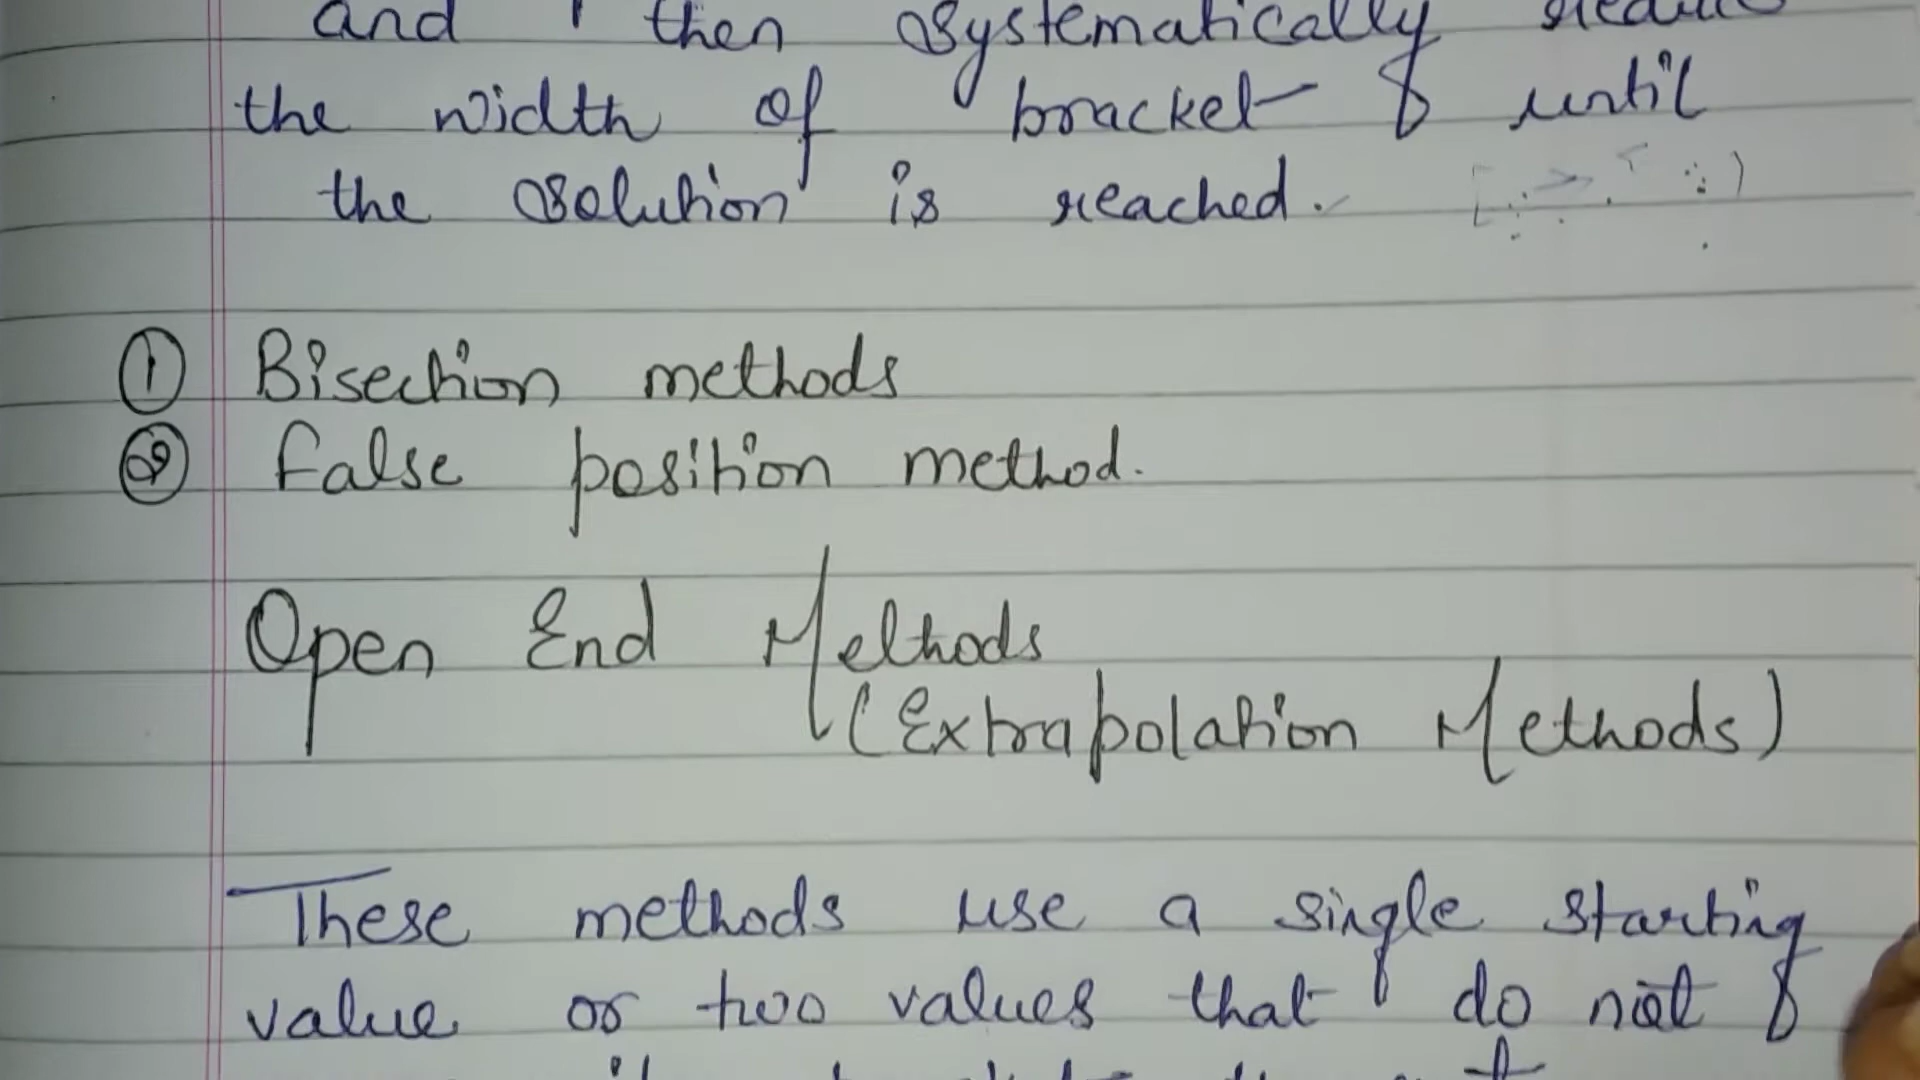 and then systematically reduce
the width of bracket & until
the solution is reached.
① Bisection methods
② False position method.
Open End Methods
(Extrapolation Methods)
These methods use a single starting
value or two values that do not